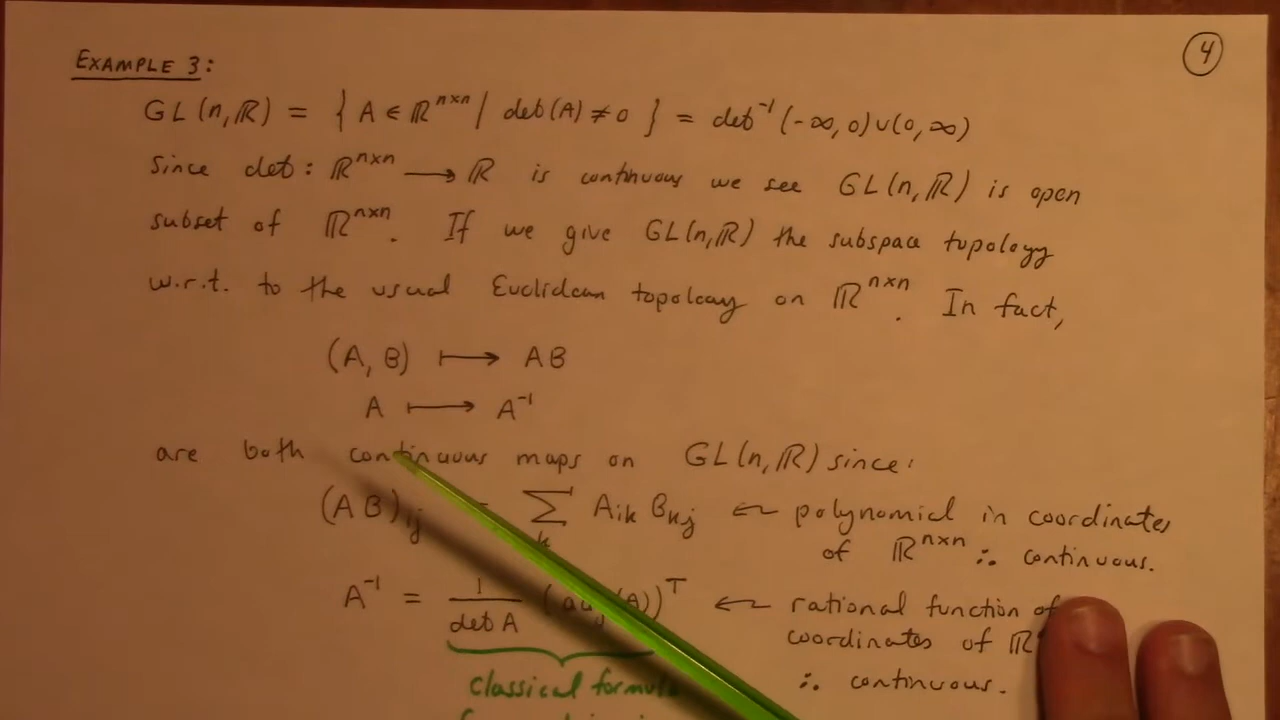 4
EXAMPLE 3:
GL(n,ℝ) = { A ∈ ℝⁿˣⁿ | det(A) ≠ 0 } = det⁻¹(-∞,0)∪(0,∞)
Since det: ℝⁿˣⁿ ⟶ ℝ is continuous we see GL(n,ℝ) is open
subset of ℝⁿˣⁿ. If we give GL(n,ℝ) the subspace topology
w.r.t. to the usual Euclidean topology on ℝⁿˣⁿ. In fact,
(A, B) ⟼ AB
A ⟼ A⁻¹
are both continuous maps on GL(n,ℝ) since:
(AB)ij = ∑k Aik Bkj ← polynomial in coordinates
of ℝⁿˣⁿ ∴ continuous.
A⁻¹ = 1/det A (adj(A))ᵀ ← rational function of
coordinates of ℝ
∴ continuous.
classical formula